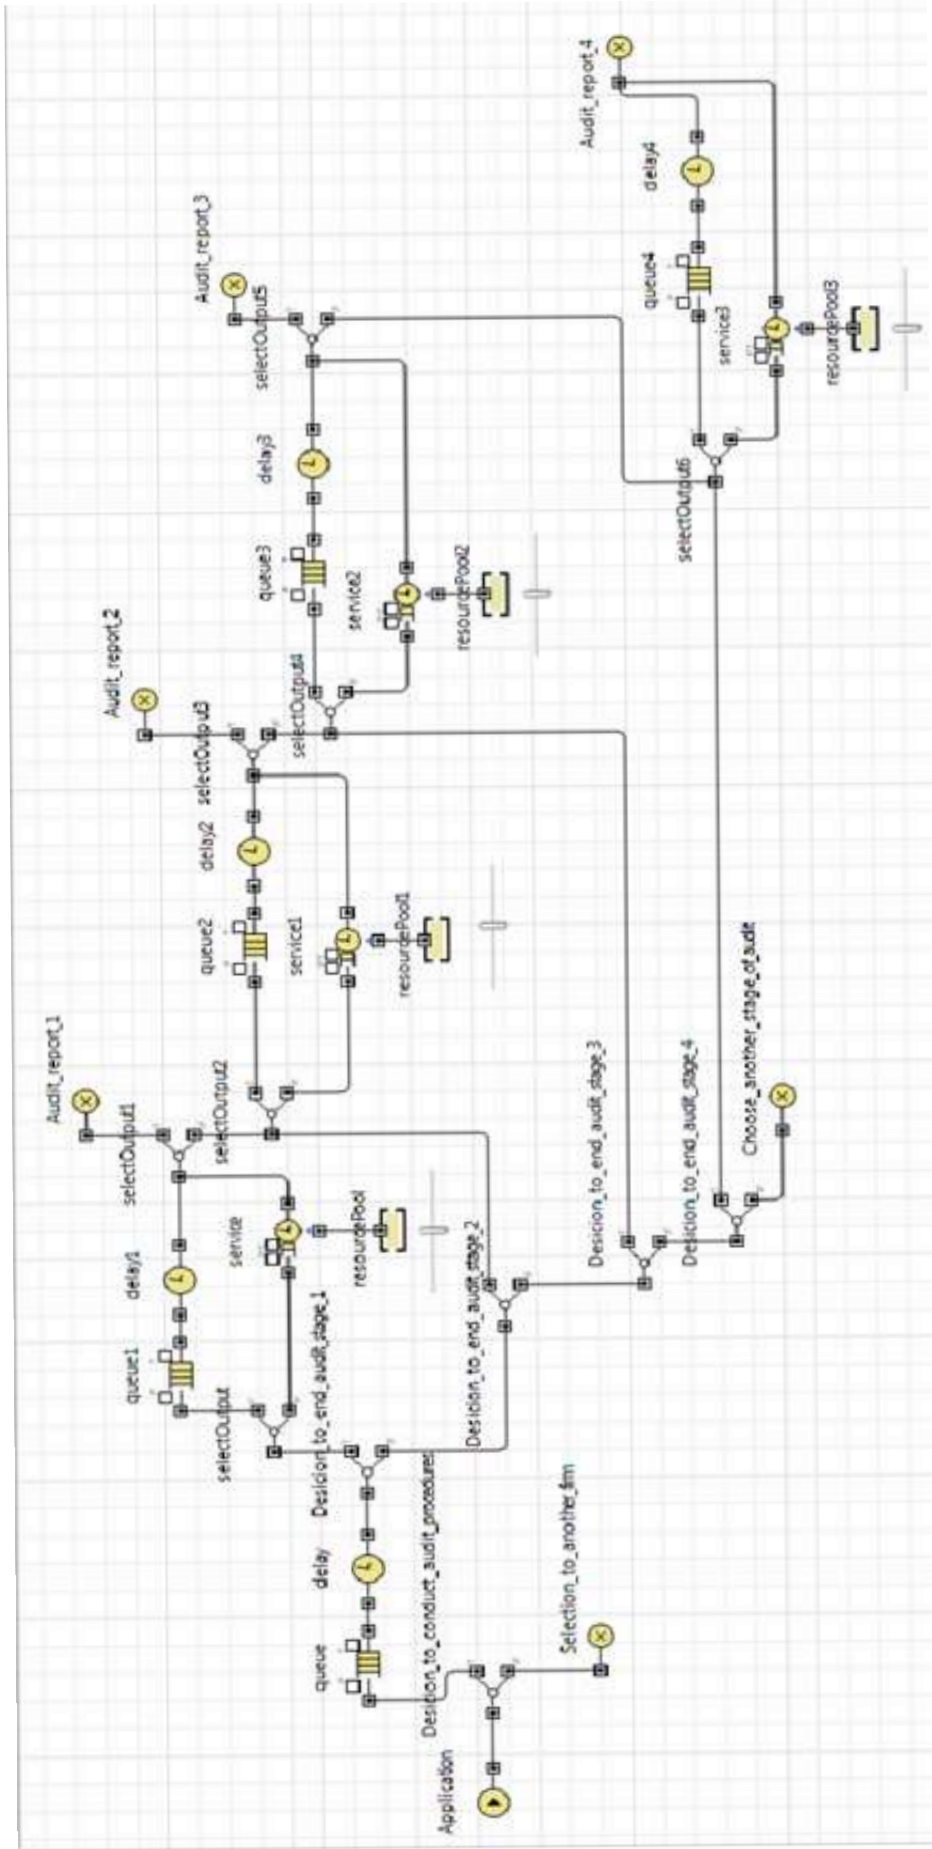 Application
Desicion_to_conduct_audit_procedures
Selection_to_another_firm
queue
delay
Desicion_to_end_audit_stage_1
selectOutput
queue1
delay1
service
resourcePool
selectOutput1
Audit_report_1
Desicion_to_end_audit_stage_2
selectOutput2
queue2
delay2
service1
resourcePool1
selectOutput3
Audit_report_2
Desicion_to_end_audit_stage_3
selectOutput4
queue3
delay3
service2
resourcePool2
selectOutput5
Audit_report_3
Desicion_to_end_audit_stage_4
Choose_another_stage_of_audit
selectOutput6
queue4
delay4
service3
resourcePool3
Audit_report_4